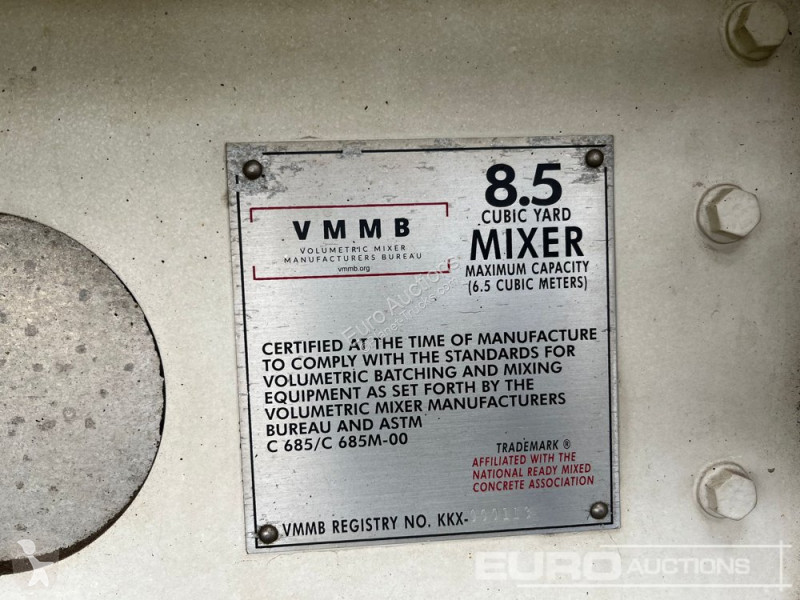 VMMB
VOLUMETRIC MIXER
MANUFACTURERS BUREAU
vmmb.org
8.5
CUBIC YARD
MIXER
MAXIMUM CAPACITY
(6.5 CUBIC METERS)
CERTIFIED AT THE TIME OF MANUFACTURE
TO COMPLY WITH THE STANDARDS FOR
VOLUMETRIC BATCHING AND MIXING
EQUIPMENT AS SET FORTH BY THE
VOLUMETRIC MIXER MANUFACTURERS
BUREAU AND ASTM
C 685/C 685M-00
TRADEMARK ®
AFFILIATED WITH THE
NATIONAL READY MIXED
CONCRETE ASSOCIATION
VMMB REGISTRY NO. KKX-
Euro Auctions
EURO AUCTIONS